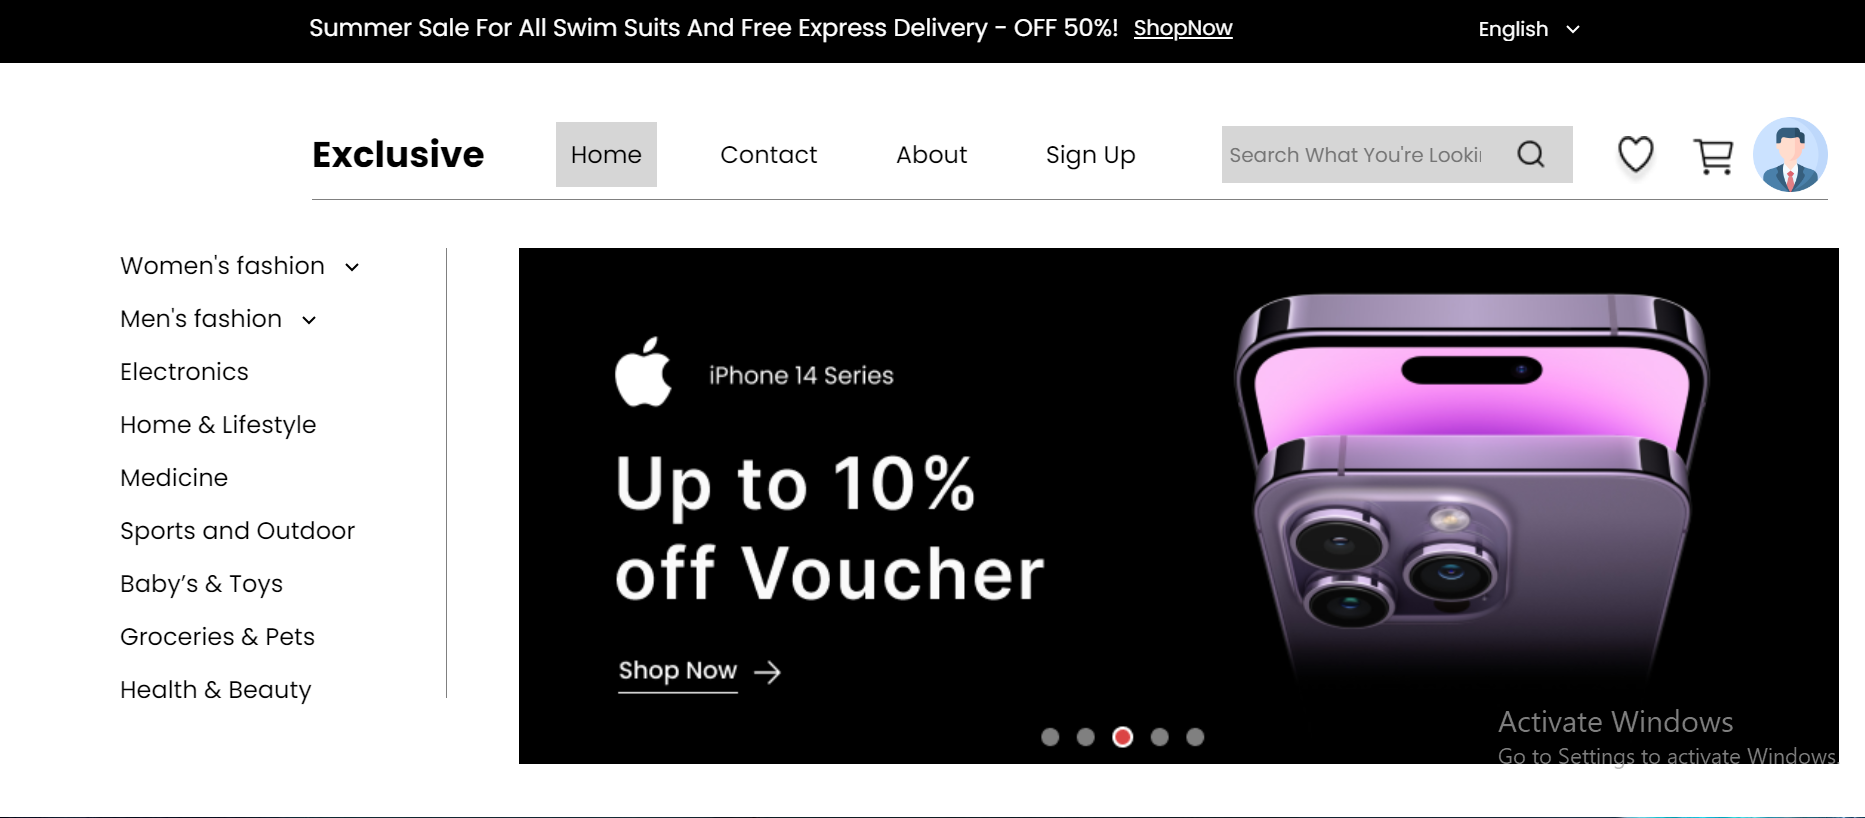 Summer Sale For All Swim Suits And Free Express Delivery - OFF 50%! ShopNow English
Exclusive Home Contact About Sign Up Search What You're Looki
Women's fashion
Men's fashion
Electronics
Home & Lifestyle
Medicine
Sports and Outdoor
Baby’s & Toys
Groceries & Pets
Health & Beauty
iPhone 14 Series
Up to 10%
off Voucher
Shop Now
Activate Windows
Go to Settings to activate Windows.